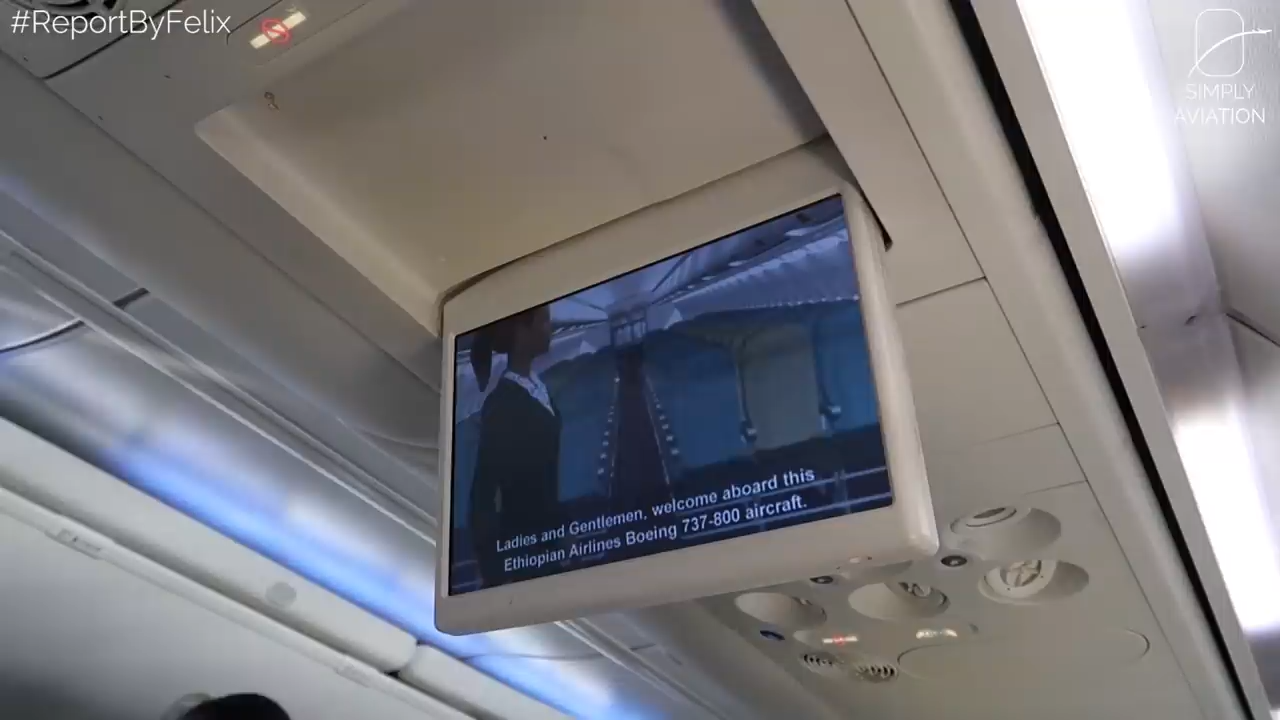 #ReportByFelix
SIMPLY
AVIATION
Ladies and Gentlemen, welcome aboard this
Ethiopian Airlines Boeing 737-800 aircraft.